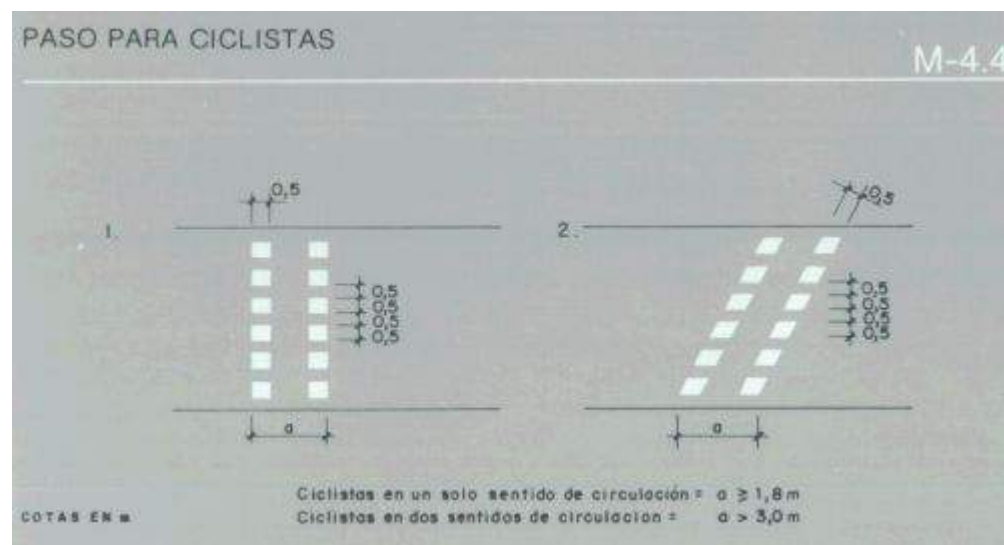 PASO PARA CICLISTAS
M-4.4
0,5
0,5
1.
2.
0,5
0,5
0,5
0,5
0,5
0,5
0,5
0,5
a
a
Ciclistas en un solo sentido de circulación = a ≥ 1,8 m
Ciclistas en dos sentidos de circulacion = a > 3,0 m
COTAS EN m